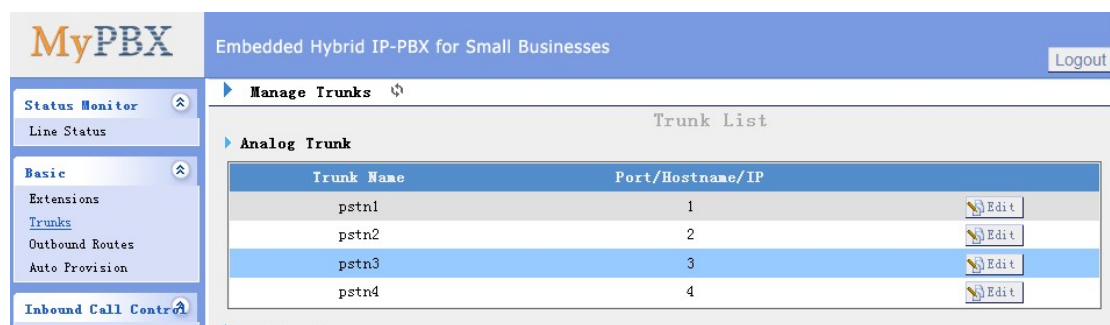 MyPBX
Embedded Hybrid IP-PBX for Small Businesses
Logout
Status Monitor
Line Status
Basic
Extensions
Trunks
Outbound Routes
Auto Provision
Inbound Call Control
Manage Trunks
Trunk List
Analog Trunk
Trunk Name Port/Hostname/IP
pstn1 1 Edit
pstn2 2 Edit
pstn3 3 Edit
pstn4 4 Edit